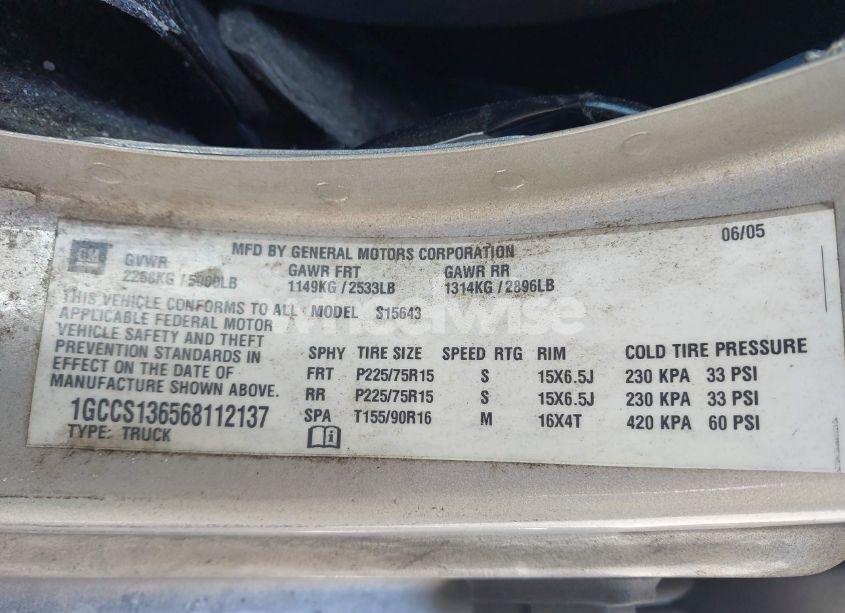 06/05
MFD BY GENERAL MOTORS CORPORATION
GM
GVWR GAWR FRT GAWR RR
1149KG / 2533LB 1314KG / 2896LB
THIS VEHICLE CONFORMS TO ALL MODEL S15643
APPLICABLE FEDERAL MOTOR
VEHICLE SAFETY AND THEFT
PREVENTION STANDARDS IN
EFFECT ON THE DATE OF
MANUFACTURE SHOWN ABOVE.
1GCCS136568112137
TYPE: TRUCK
SPHY TIRE SIZE SPEED RTG RIM COLD TIRE PRESSURE
FRT P225/75R15 S 15X6.5J 230 KPA 33 PSI
RR P225/75R15 S 15X6.5J 230 KPA 33 PSI
SPA T155/90R16 M 16X4T 420 KPA 60 PSI
wheelwise